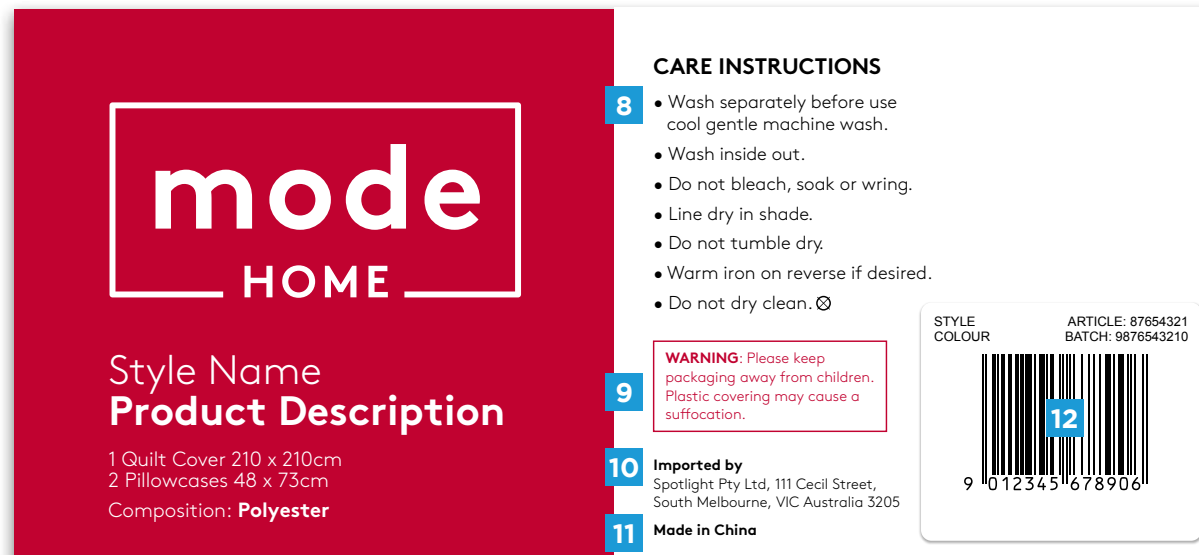 mode
HOME
Style Name
Product Description
1 Quilt Cover 210 x 210cm
2 Pillowcases 48 x 73cm
Composition: Polyester
CARE INSTRUCTIONS
8
• Wash separately before use
cool gentle machine wash.
• Wash inside out.
• Do not bleach, soak or wring.
• Line dry in shade.
• Do not tumble dry.
• Warm iron on reverse if desired.
• Do not dry clean.
9
WARNING: Please keep
packaging away from children.
Plastic covering may cause a
suffocation.
10
Imported by
Spotlight Pty Ltd, 111 Cecil Street,
South Melbourne, VIC Australia 3205
11
Made in China
STYLE ARTICLE: 87654321
COLOUR BATCH: 9876543210
12
9 012345 678906